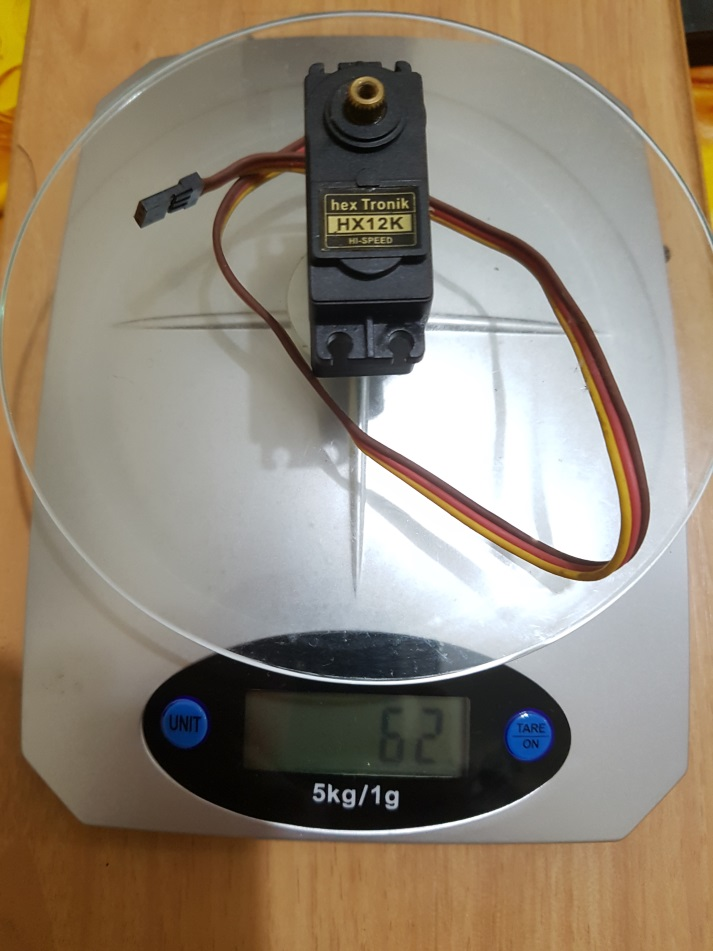 hex Tronik
HX12K
HI-SPEED
UNIT
62
TARE
ON
5kg/1g